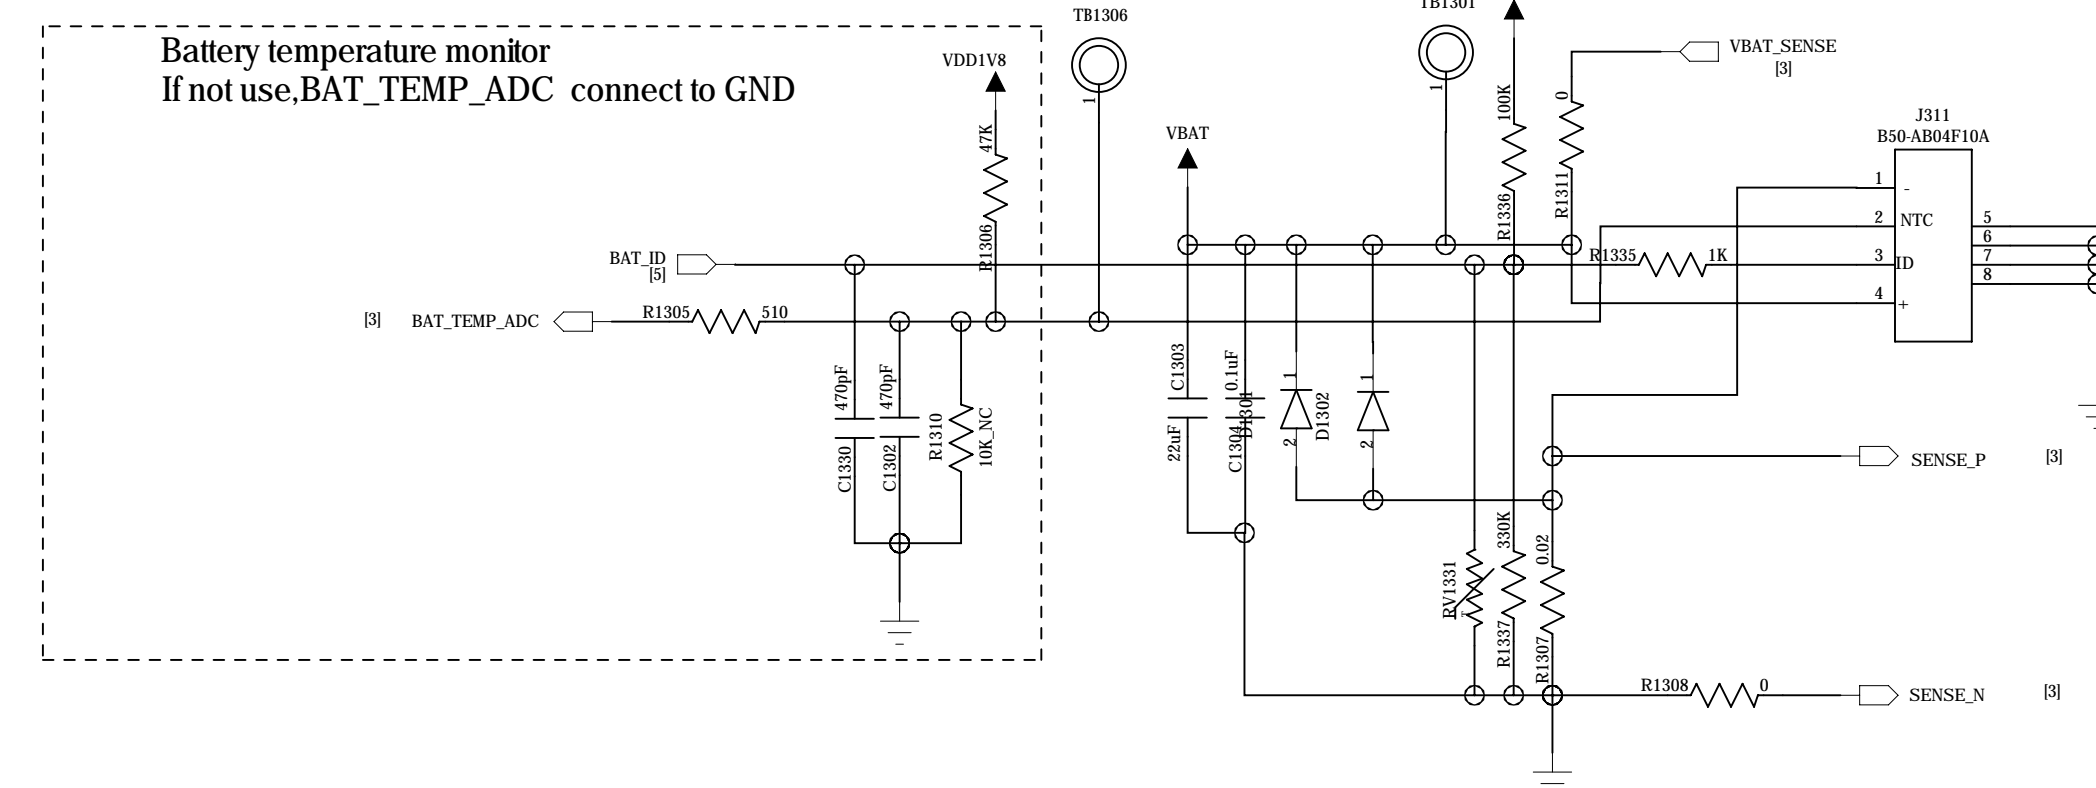 Battery temperature monitor
If not use,BAT_TEMP_ADC connect to GND
VDD1V8
47K
R1306
TB1306
1
TB1301
1
VBAT
100K
R1336
0
R1311
VBAT_SENSE
[3]
J311
B50-AB04F10A
1
-
2
NTC
3
ID
4
+
5
6
7
8
BAT_ID
[5]
R1335
1K
[3]
BAT_TEMP_ADC
R1305
510
470pF
C1330
470pF
C1302
R1310
10K_NC
C1303
22uF
0.1uF
C1304
D1301
1
2
D1302
1
2
SENSE_P
[3]
RV1331
330K
R1337
0.02
R1307
R1308
0
SENSE_N
[3]